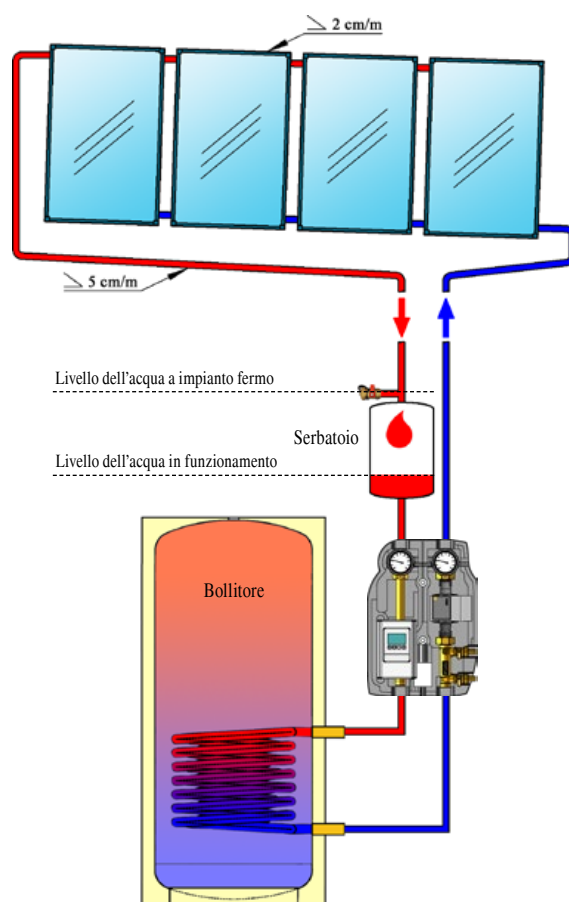 2 cm/m
5 cm/m
Livello dell'acqua a impianto fermo
Serbatoio
Livello dell'acqua in funzionamento
Bollitore